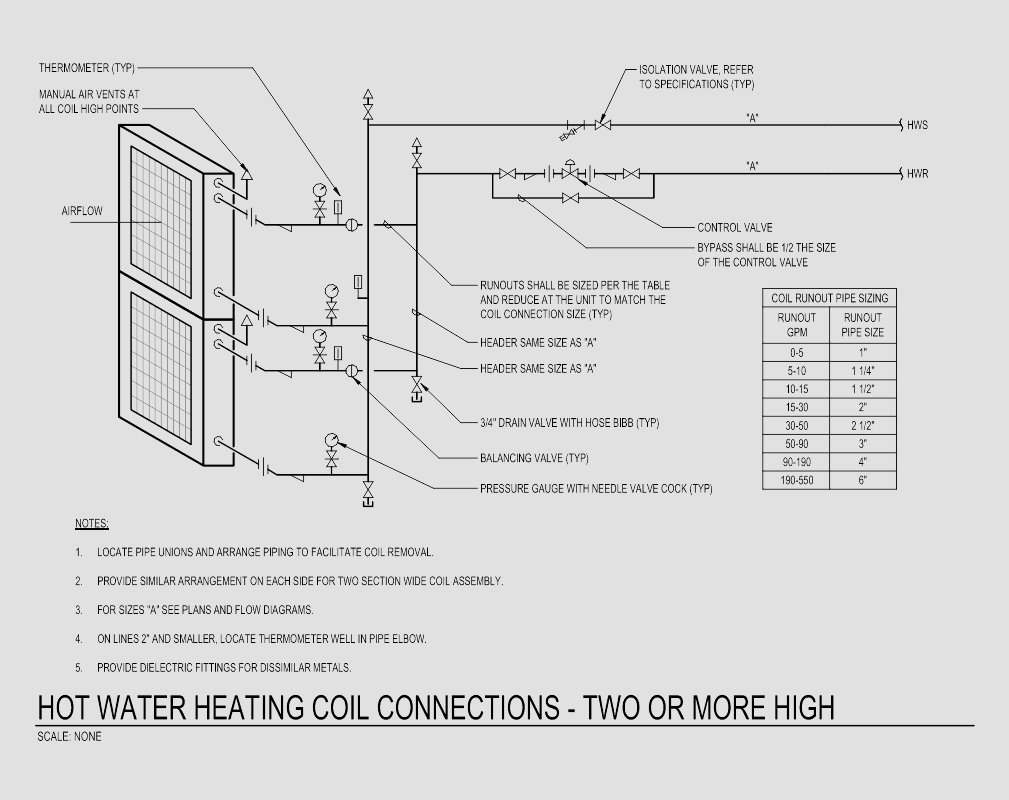 THERMOMETER (TYP)
MANUAL AIR VENTS AT
ALL COIL HIGH POINTS
AIRFLOW
ISOLATION VALVE, REFER
TO SPECIFICATIONS (TYP)
"A"
HWS
"A"
HWR
CONTROL VALVE
BYPASS SHALL BE 1/2 THE SIZE
OF THE CONTROL VALVE
RUNOUTS SHALL BE SIZED PER THE TABLE
AND REDUCE AT THE UNIT TO MATCH THE
COIL CONNECTION SIZE (TYP)
HEADER SAME SIZE AS "A"
HEADER SAME SIZE AS "A"
3/4" DRAIN VALVE WITH HOSE BIBB (TYP)
BALANCING VALVE (TYP)
PRESSURE GAUGE WITH NEEDLE VALVE COCK (TYP)
COIL RUNOUT PIPE SIZING
RUNOUT GPM RUNOUT PIPE SIZE
0-5 1"
5-10 1 1/4"
10-15 1 1/2"
15-30 2"
30-50 2 1/2"
50-90 3"
90-190 4"
190-550 6"
NOTES:
1. LOCATE PIPE UNIONS AND ARRANGE PIPING TO FACILITATE COIL REMOVAL.
2. PROVIDE SIMILAR ARRANGEMENT ON EACH SIDE FOR TWO SECTION WIDE COIL ASSEMBLY.
3. FOR SIZES "A" SEE PLANS AND FLOW DIAGRAMS.
4. ON LINES 2" AND SMALLER, LOCATE THERMOMETER WELL IN PIPE ELBOW.
5. PROVIDE DIELECTRIC FITTINGS FOR DISSIMILAR METALS.
HOT WATER HEATING COIL CONNECTIONS - TWO OR MORE HIGH
SCALE: NONE